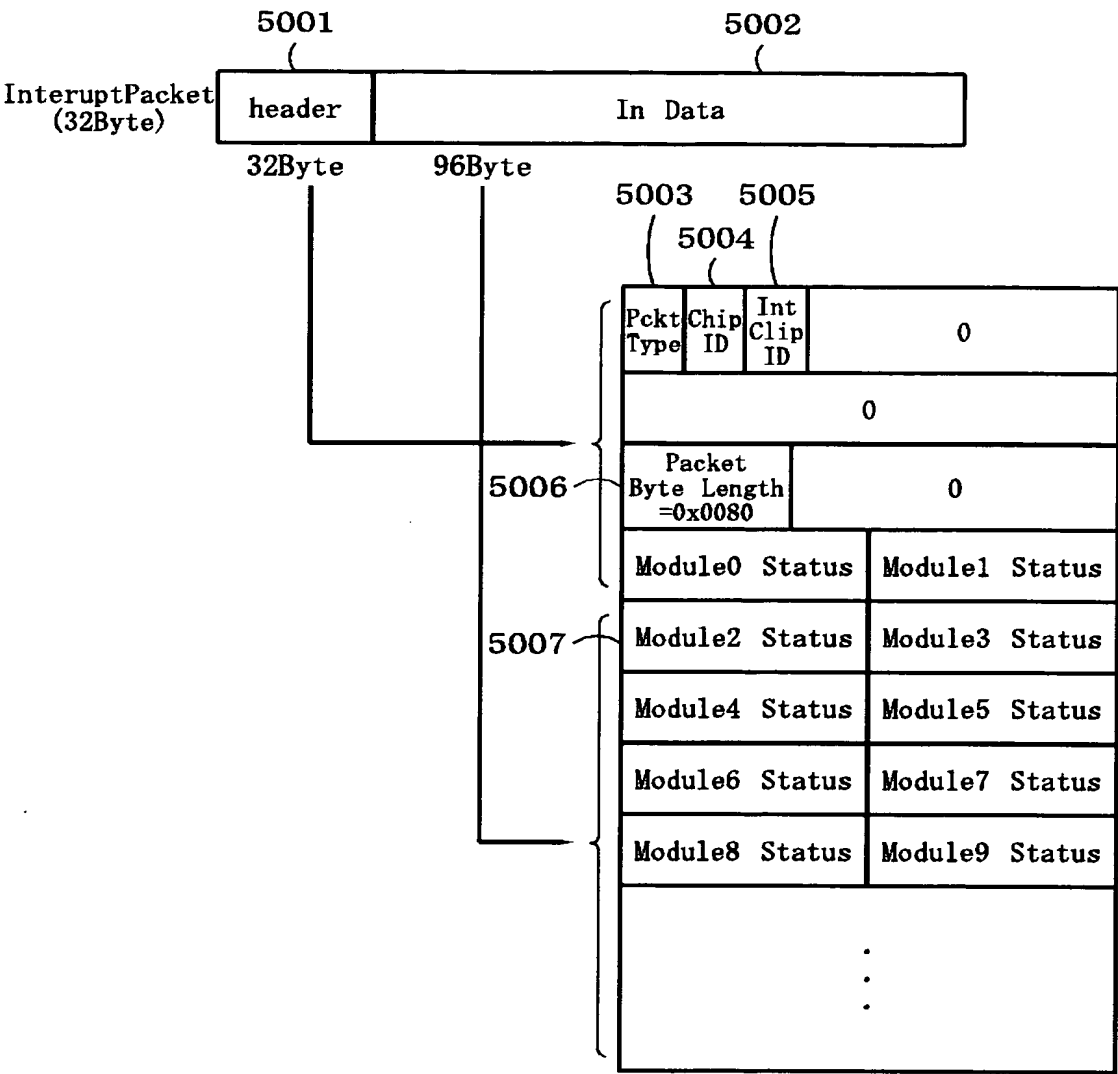 5001
5002
InteruptPacket
(32Byte)
header
In Data
32Byte
96Byte
5003
5005
5004
Pckt
Type
Chip
ID
Int
Clip
ID
0
0
5006
Packet
Byte Length
=0x0080
0
Module0 Status
Module1 Status
5007
Module2 Status
Module3 Status
Module4 Status
Module5 Status
Module6 Status
Module7 Status
Module8 Status
Module9 Status